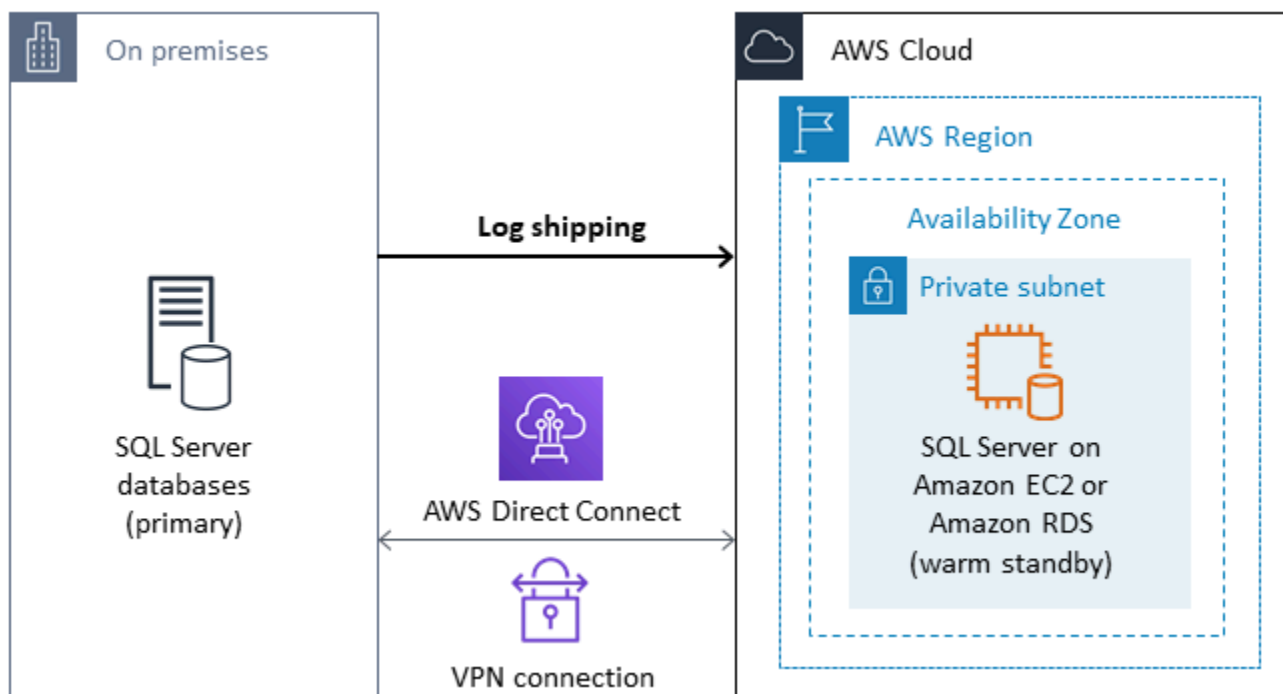 On premises
SQL Server
databases
(primary)
Log shipping
AWS Direct Connect
VPN connection
AWS Cloud
AWS Region
Availability Zone
Private subnet
SQL Server on
Amazon EC2 or
Amazon RDS
(warm standby)